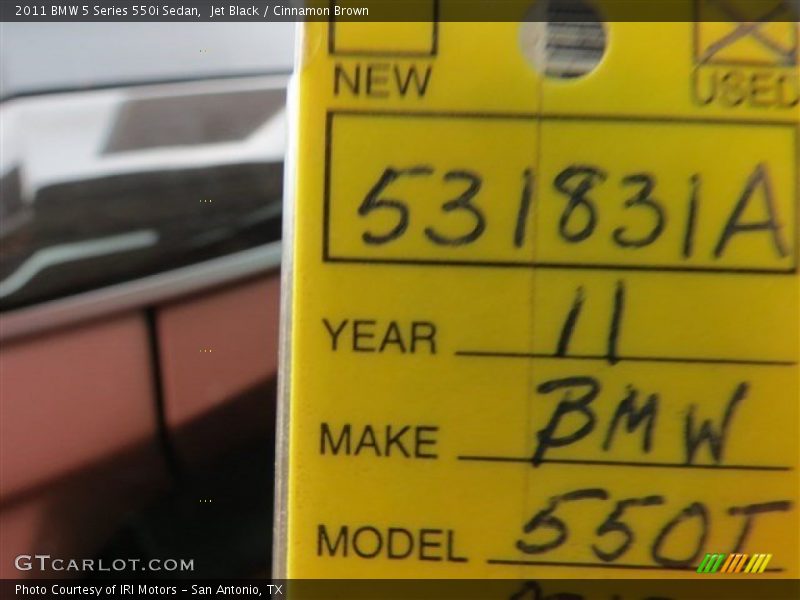 2011 BMW 5 Series 550i Sedan, Jet Black / Cinnamon Brown
NEW USED
531831A
YEAR 11
MAKE BMW
MODEL 550I
GTCARLOT.COM
Photo Courtesy of IRI Motors - San Antonio, TX